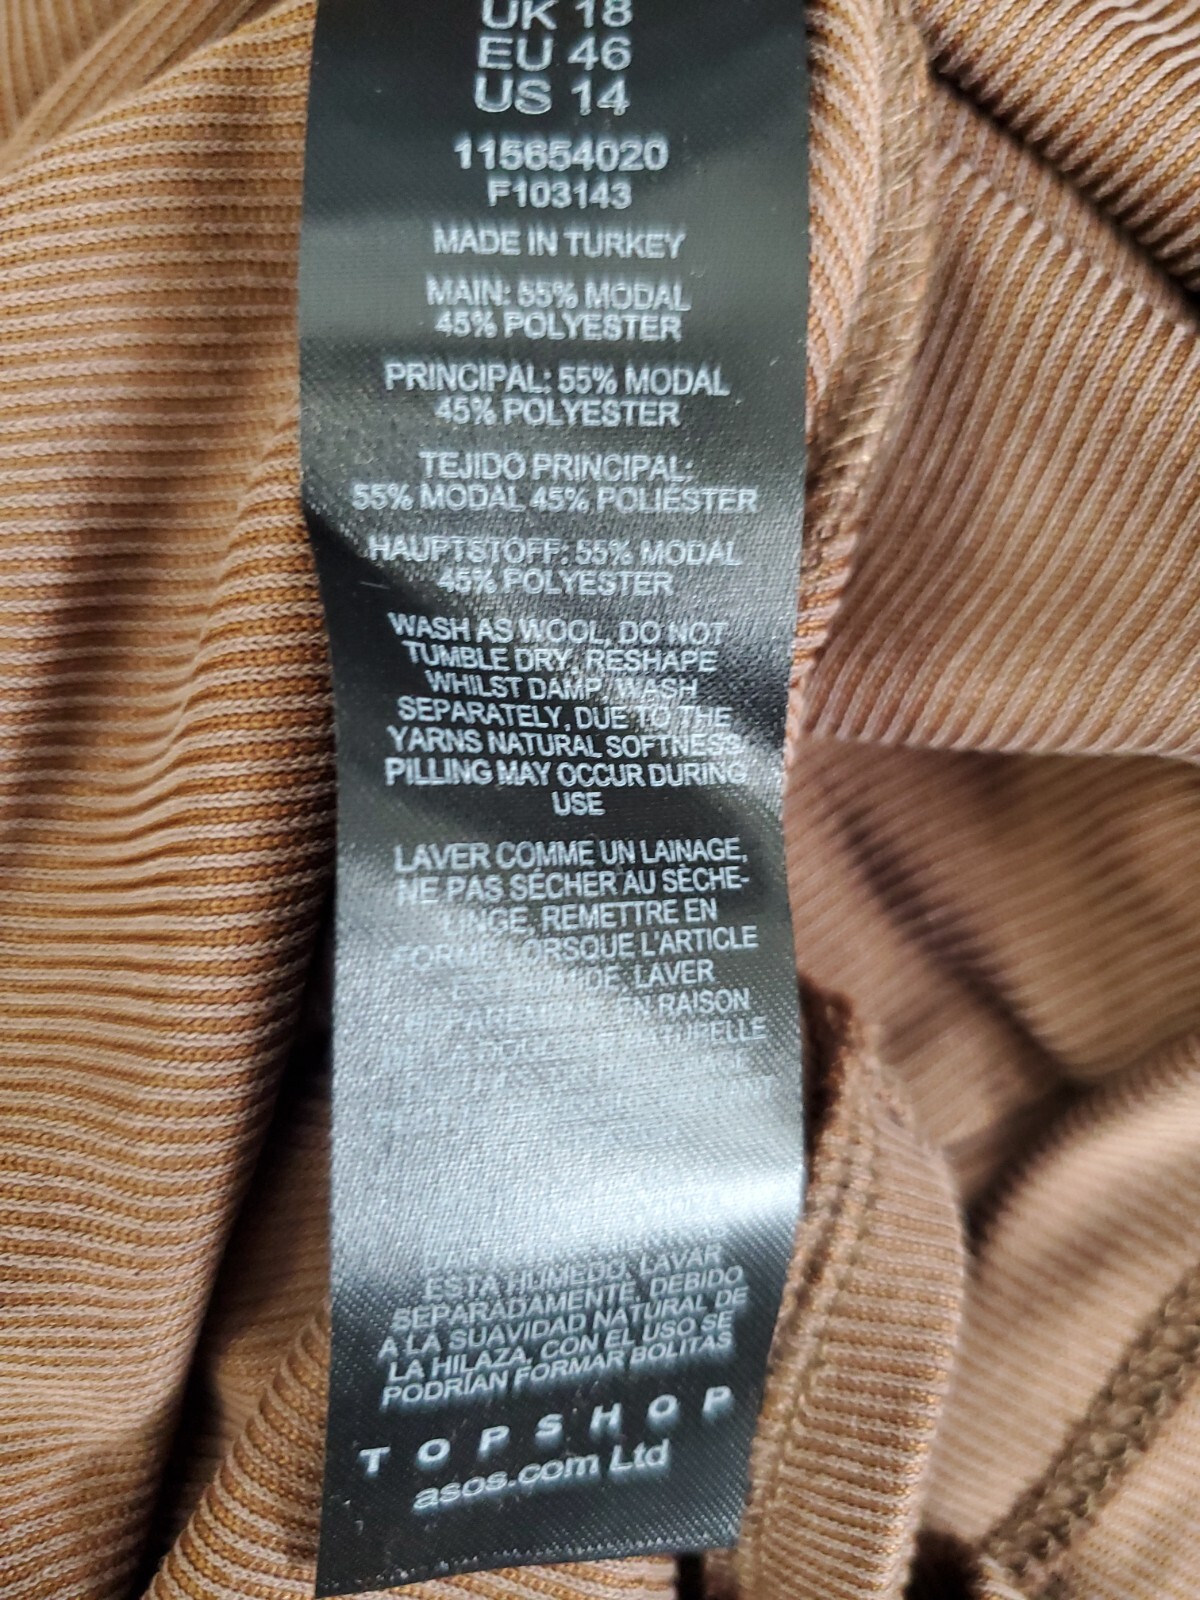 UK 18
EU 46
US 14
115654020
F103143
MADE IN TURKEY
MAIN: 55% MODAL
45% POLYESTER
PRINCIPAL: 55% MODAL
45% POLYESTER
TEJIDO PRINCIPAL:
55% MODAL 45% POLIÉSTER
HAUPTSTOFF: 55% MODAL
45% POLYESTER
WASH AS WOOL, DO NOT
TUMBLE DRY, RESHAPE
WHILST DAMP, WASH
SEPARATELY, DUE TO THE
YARNS NATURAL SOFTNESS
PILLING MAY OCCUR DURING
USE
LAVER COMME UN LAINAGE,
NE PAS SÉCHER AU SÈCHE-
LINGE, REMETTRE EN
FORME LORSQUE L'ARTICLE
LAVER
EN RAISON
NATURELLE
ESTA HUMEDO, LAVAR
SEPARADAMENTE, DEBIDO
A LA SUAVIDAD NATURAL DE
LA HILAZA, CON EL USO SE
PODRÍAN FORMAR BOLITAS
TOPSHOP
asos.com Ltd